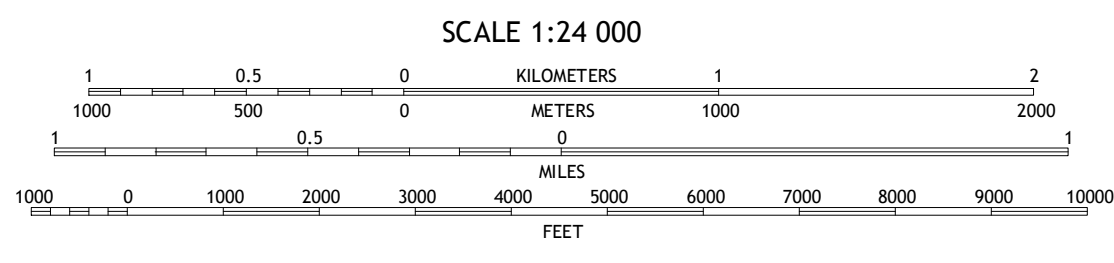 SCALE 1:24 000
1 0.5 0 KILOMETERS 1 2
1000 500 0 METERS 1000 2000
1 0.5 0 1
MILES
1000 0 1000 2000 3000 4000 5000 6000 7000 8000 9000 10000
FEET